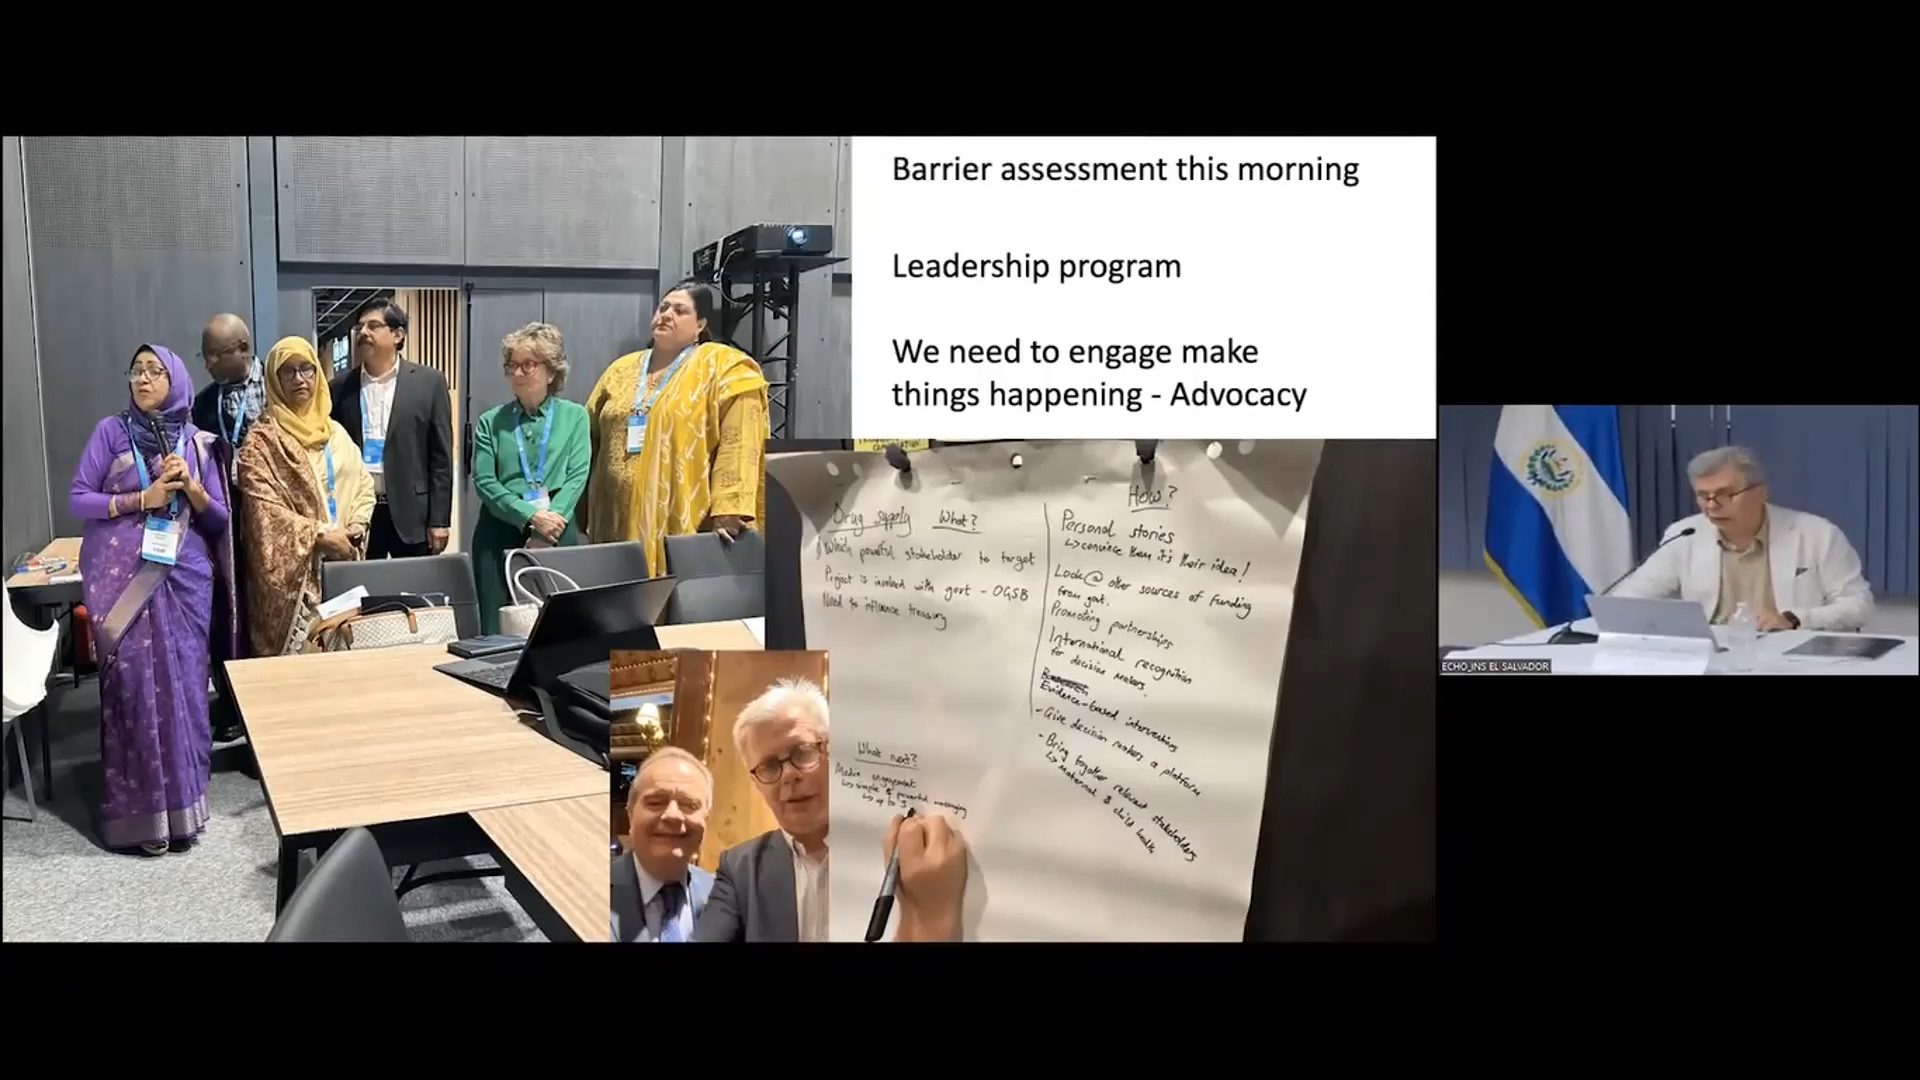 Barrier assessment this morning
Leadership program
We need to engage make
things happening - Advocacy
Drug supply What?
Which powerful stakeholder to target
Project is involved with govt - OGSB
Need to influence treasury
How?
Personal stories
↳ convince them it's their idea!
Look @ other sources of funding
from govt.
Promoting partnerships
International recognition
for decision makers
Evidence-based interventions
- Give decision makers a platform
- Bring together relevant stakeholders
↳ Maternal & child health
What next?
Media engagement
↳ simple & powerful messaging
↳ up to 3
ECHO_INS EL SALVADOR